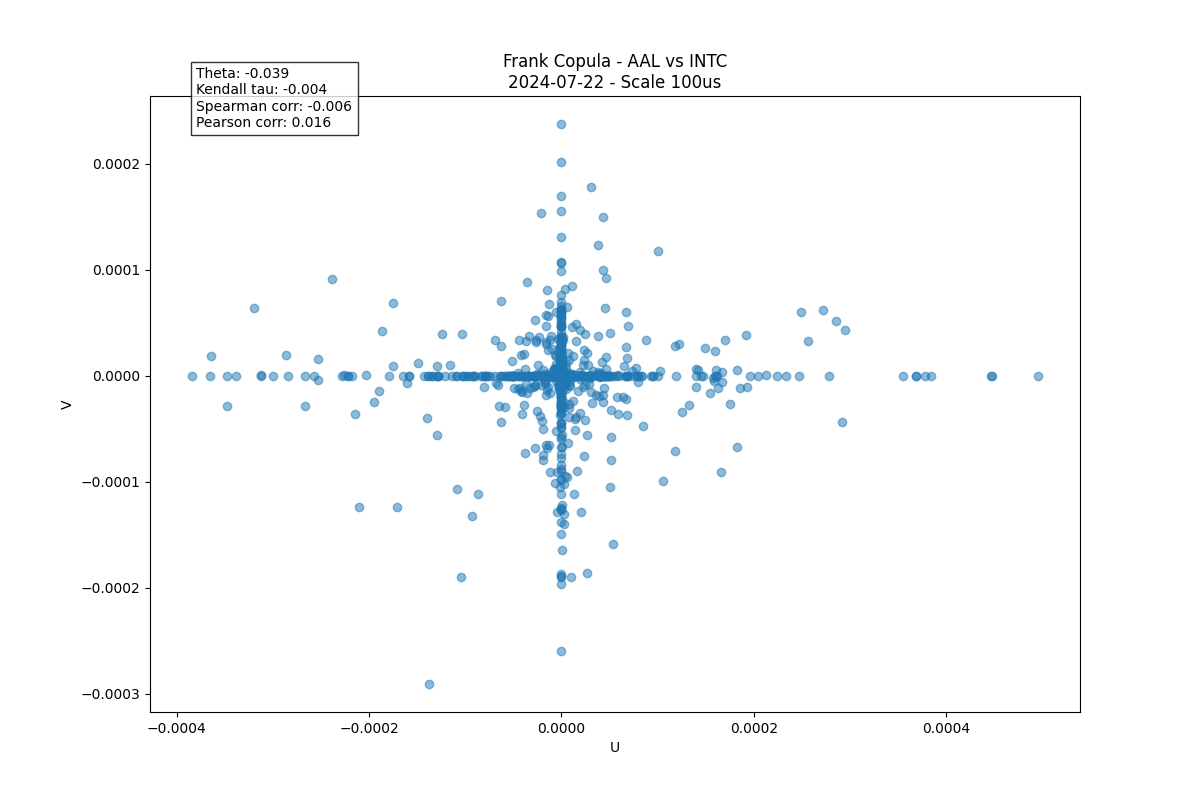 Frank Copula - AAL vs INTC
2024-07-22 - Scale 100us
Theta: -0.039
Kendall tau: -0.004
Spearman corr: -0.006
Pearson corr: 0.016
V
0.0002
0.0001
0.0000
−0.0001
−0.0002
−0.0003
−0.0004
−0.0002
0.0000
0.0002
0.0004
U